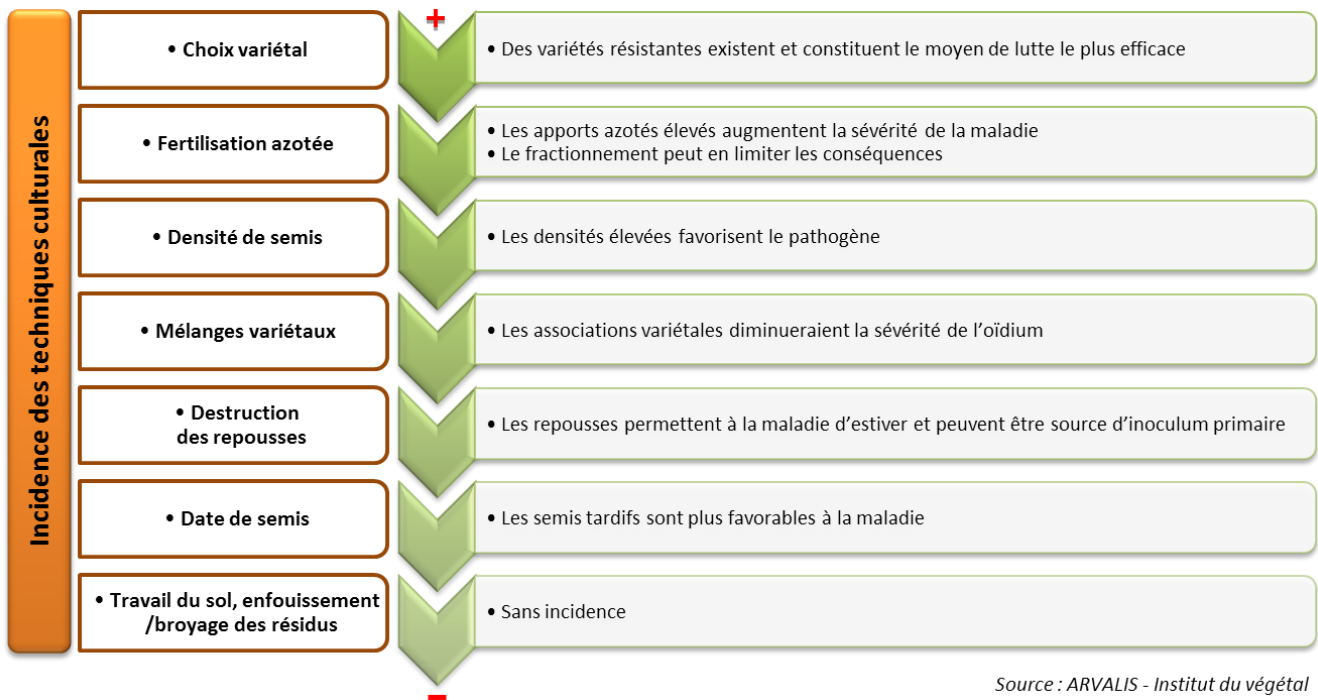 Incidence des techniques culturales
+
• Choix variétal
• Des variétés résistantes existent et constituent le moyen de lutte le plus efficace
• Fertilisation azotée
• Les apports azotés élevés augmentent la sévérité de la maladie
• Le fractionnement peut en limiter les conséquences
• Densité de semis
• Les densités élevées favorisent le pathogène
• Mélanges variétaux
• Les associations variétales diminueraient la sévérité de l’oïdium
• Destruction
des repousses
• Les repousses permettent à la maladie d’estiver et peuvent être source d’inoculum primaire
• Date de semis
• Les semis tardifs sont plus favorables à la maladie
• Travail du sol, enfouissement
/broyage des résidus
• Sans incidence
-
Source : ARVALIS - Institut du végétal